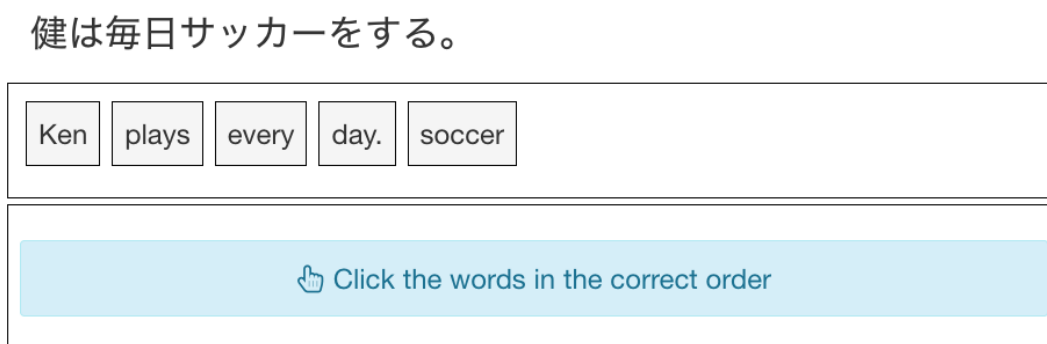 健は毎日サッカーをする。
Ken plays every day. soccer
Click the words in the correct order